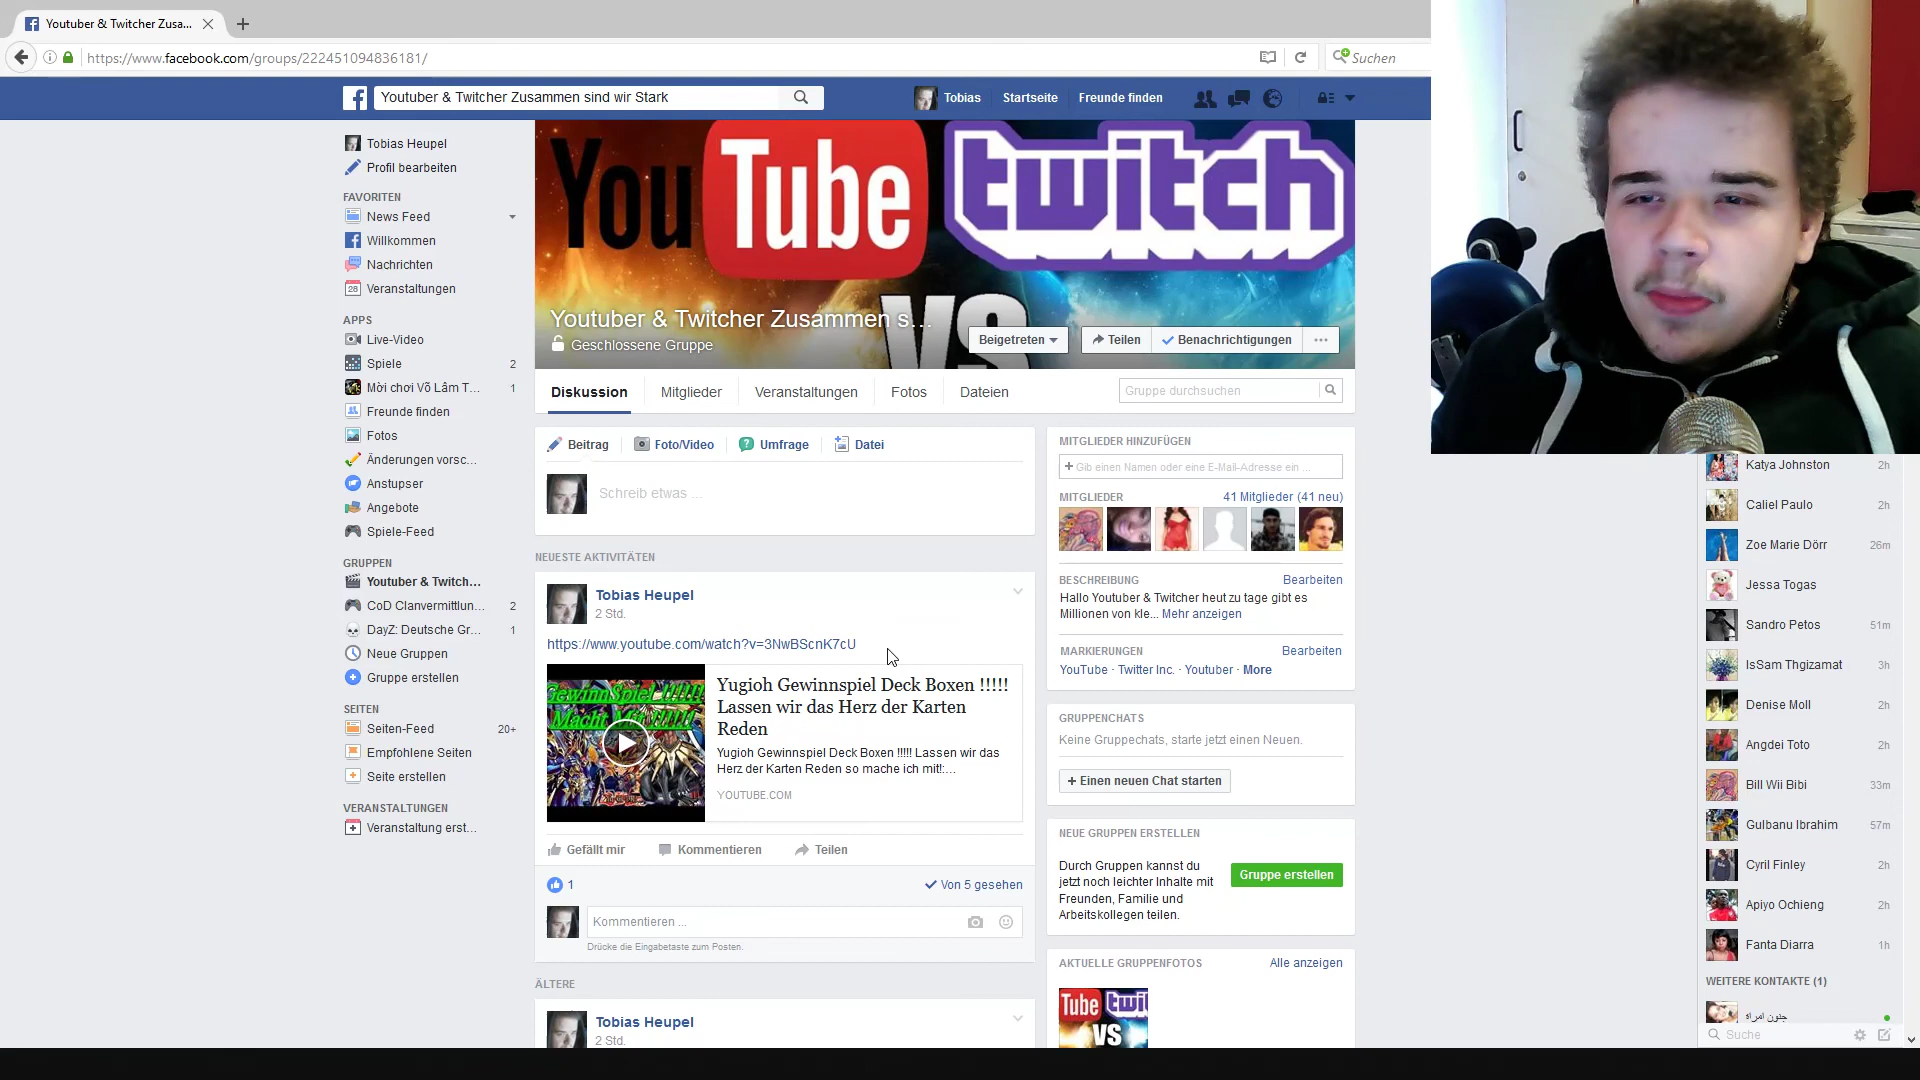 Youtuber & Twitcher Zusa...
https://www.facebook.com/groups/222451094836181/
Suchen
Youtuber & Twitcher Zusammen sind wir Stark
Tobias
Startseite
Freunde finden
Tobias Heupel
Profil bearbeiten
FAVORITEN
News Feed
Willkommen
Nachrichten
28
Veranstaltungen
APPS
Live-Video
Spiele 2
Mời chơi Võ Lâm T... 1
Freunde finden
Fotos
Änderungen vorsc...
Anstupser
Angebote
Spiele-Feed
GRUPPEN
Youtuber & Twitch...
CoD Clanvermittlun... 2
DayZ: Deutsche Gr... 1
Neue Gruppen
Gruppe erstellen
SEITEN
Seiten-Feed 20+
Empfohlene Seiten
Seite erstellen
VERANSTALTUNGEN
Veranstaltung erst...
YouTube twitch
VS
Youtuber & Twitcher Zusammen s...
Geschlossene Gruppe
Beigetreten
Teilen
Benachrichtigungen
Diskussion
Mitglieder
Veranstaltungen
Fotos
Dateien
Gruppe durchsuchen
Beitrag
Foto/Video
Umfrage
Datei
Schreib etwas ...
NEUESTE AKTIVITÄTEN
Tobias Heupel
2 Std.
https://www.youtube.com/watch?v=3NwBScnK7cU
GewinnSpiel !!!!!!
Macht Mit !!!!!
Yugioh Gewinnspiel Deck Boxen !!!!!
Lassen wir das Herz der Karten
Reden
Yugioh Gewinnspiel Deck Boxen !!!!! Lassen wir das
Herz der Karten Reden so mache ich mit!:...
YOUTUBE.COM
Gefällt mir
Kommentieren
Teilen
1
Von 5 gesehen
Kommentieren ...
Drücke die Eingabetaste zum Posten.
ÄLTERE
Tobias Heupel
2 Std.
MITGLIEDER HINZUFÜGEN
+ Gib einen Namen oder eine E-Mail-Adresse ein ...
MITGLIEDER
41 Mitglieder (41 neu)
BESCHREIBUNG
Bearbeiten
Hallo Youtuber & Twitcher heut zu tage gibt es
Millionen von kle... Mehr anzeigen
MARKIERUNGEN
Bearbeiten
YouTube · Twitter Inc. · Youtuber · More
GRUPPENCHATS
Keine Gruppechats, starte jetzt einen Neuen.
+ Einen neuen Chat starten
NEUE GRUPPEN ERSTELLEN
Durch Gruppen kannst du
jetzt noch leichter Inhalte mit
Freunden, Familie und
Arbeitskollegen teilen.
Gruppe erstellen
AKTUELLE GRUPPENFOTOS
Alle anzeigen
Tube twit
VS
Katya Johnston 2h
Caliel Paulo 2h
Zoe Marie Dörr 26m
Jessa Togas
Sandro Petos 51m
IsSam Thgizamat 3h
Denise Moll 2h
Angdei Toto 2h
Bill Wii Bibi 33m
Gulbanu Ibrahim 57m
Cyril Finley 2h
Apiyo Ochieng 2h
Fanta Diarra 1h
WEITERE KONTAKTE (1)
جنون امراة
Suche